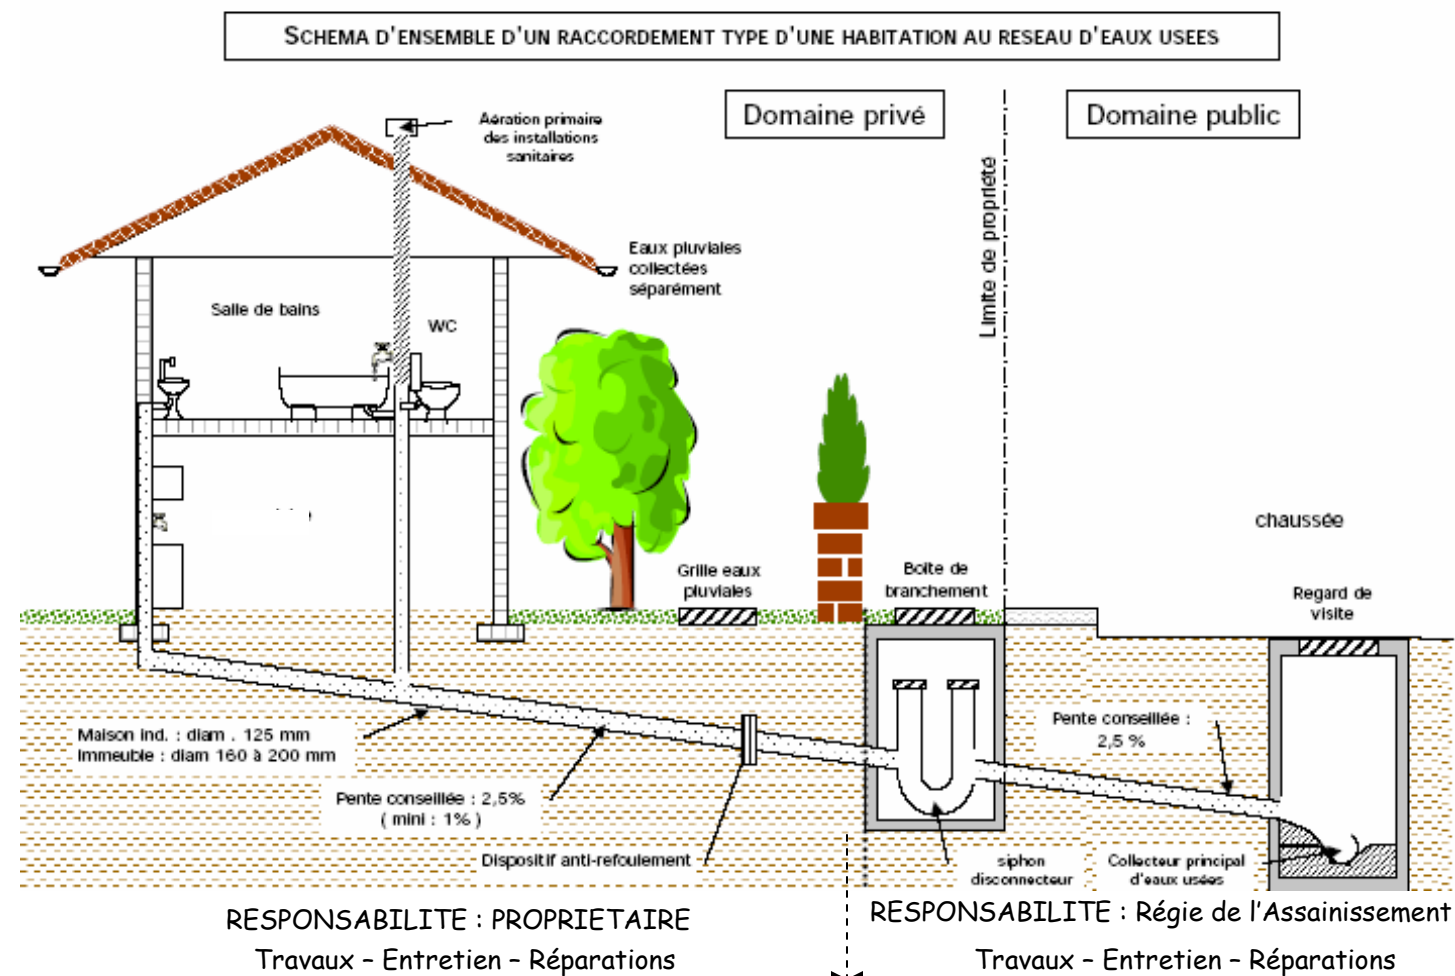 SCHEMA D'ENSEMBLE D'UN RACCORDEMENT TYPE D'UNE HABITATION AU RESEAU D'EAUX USEES
Domaine privé
Domaine public
Aération primaire
des installations
sanitaires
Limite de propriété
Eaux pluviales
collectées
séparément
Salle de bains
WC
chaussée
Grille eaux
pluviales
Boîte de
branchement
Regard de
visite
Maison ind. : diam . 125 mm
Immeuble : diam 160 à 200 mm
Pente conseillée : 2,5%
( mini : 1% )
Pente conseillée :
2,5 %
Dispositif anti-refoulement
siphon
disconnecteur
Collecteur principal
d'eaux usées
RESPONSABILITE : PROPRIETAIRE
Travaux – Entretien – Réparations
RESPONSABILITE : Régie de l'Assainissement
Travaux – Entretien – Réparations